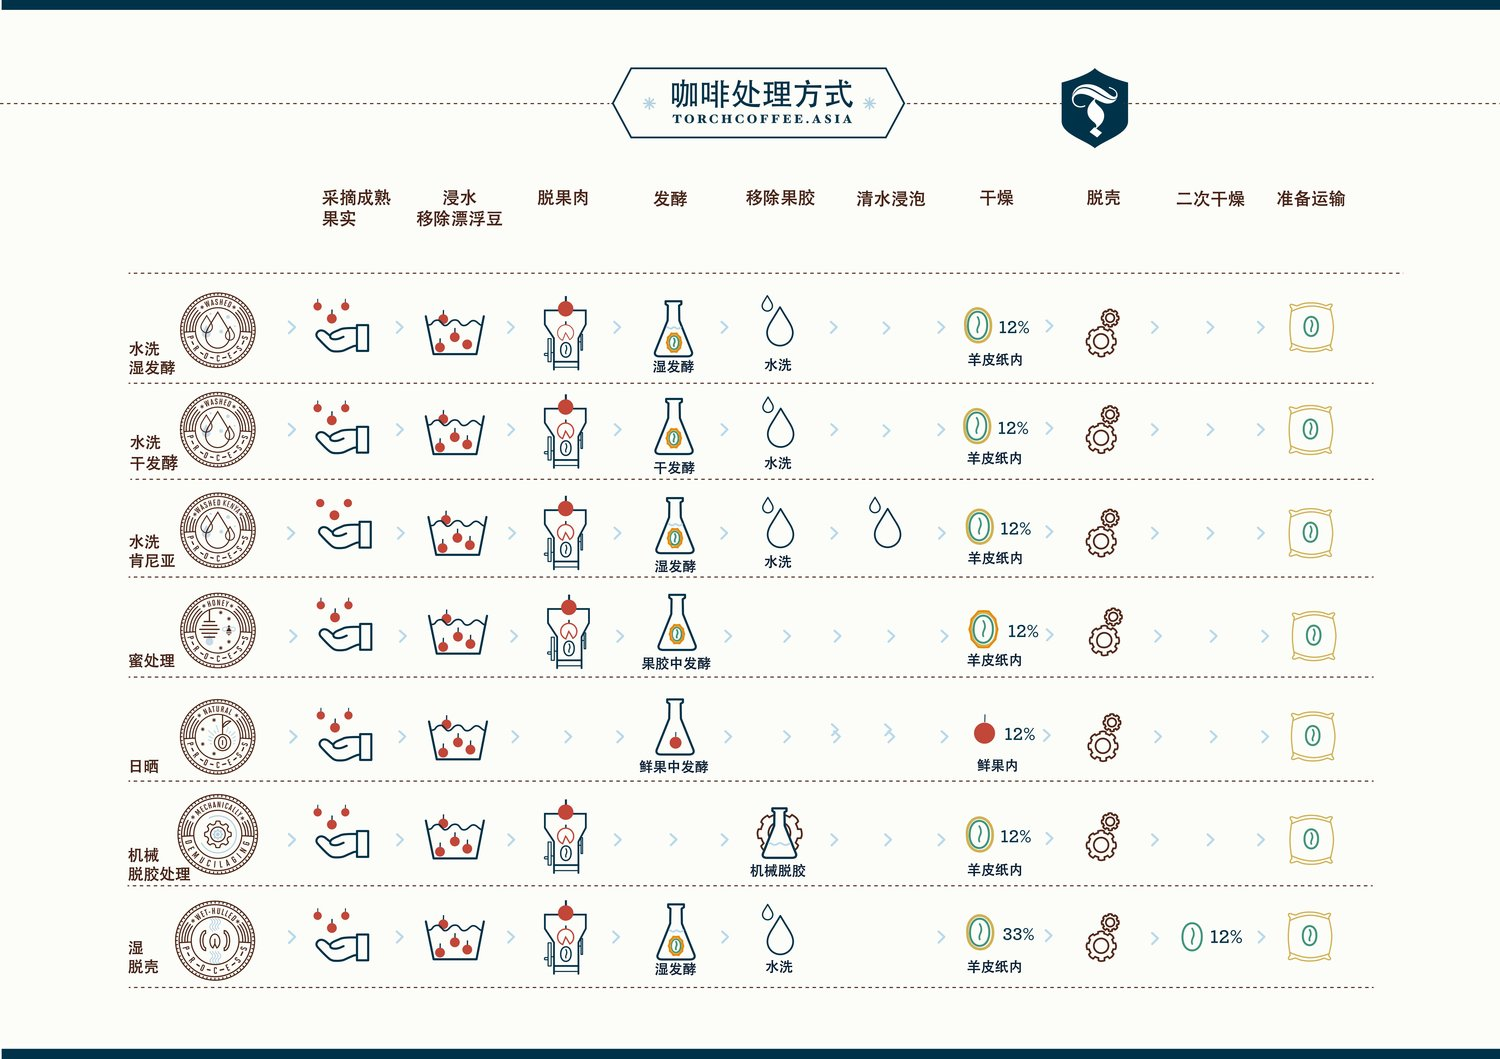 咖啡处理方式
TORCHCOFFEE.ASIA
采摘成熟
果实
浸水
移除漂浮豆
脱果肉
发酵
移除果胶
清水浸泡
干燥
脱壳
二次干燥
准备运输
水洗
湿发酵
WASHED
P-R-O-C-E-S-S
湿发酵
水洗
12%
羊皮纸内
水洗
干发酵
WASHED
P-R-O-C-E-S-S
干发酵
水洗
12%
羊皮纸内
水洗
肯尼亚
WASHED KENYA
P-R-O-C-E-S-S
湿发酵
水洗
12%
羊皮纸内
蜜处理
HONEY
P-R-O-C-E-S-S
果胶中发酵
12%
羊皮纸内
日晒
NATURAL
P-R-O-C-E-S-S
鲜果中发酵
12%
鲜果内
机械
脱胶处理
MECHANICALLY
DEMUCILAGING
机械脱胶
12%
羊皮纸内
湿
脱壳
WET-HULLED
P-R-O-C-E-S-S
湿发酵
水洗
33%
羊皮纸内
12%